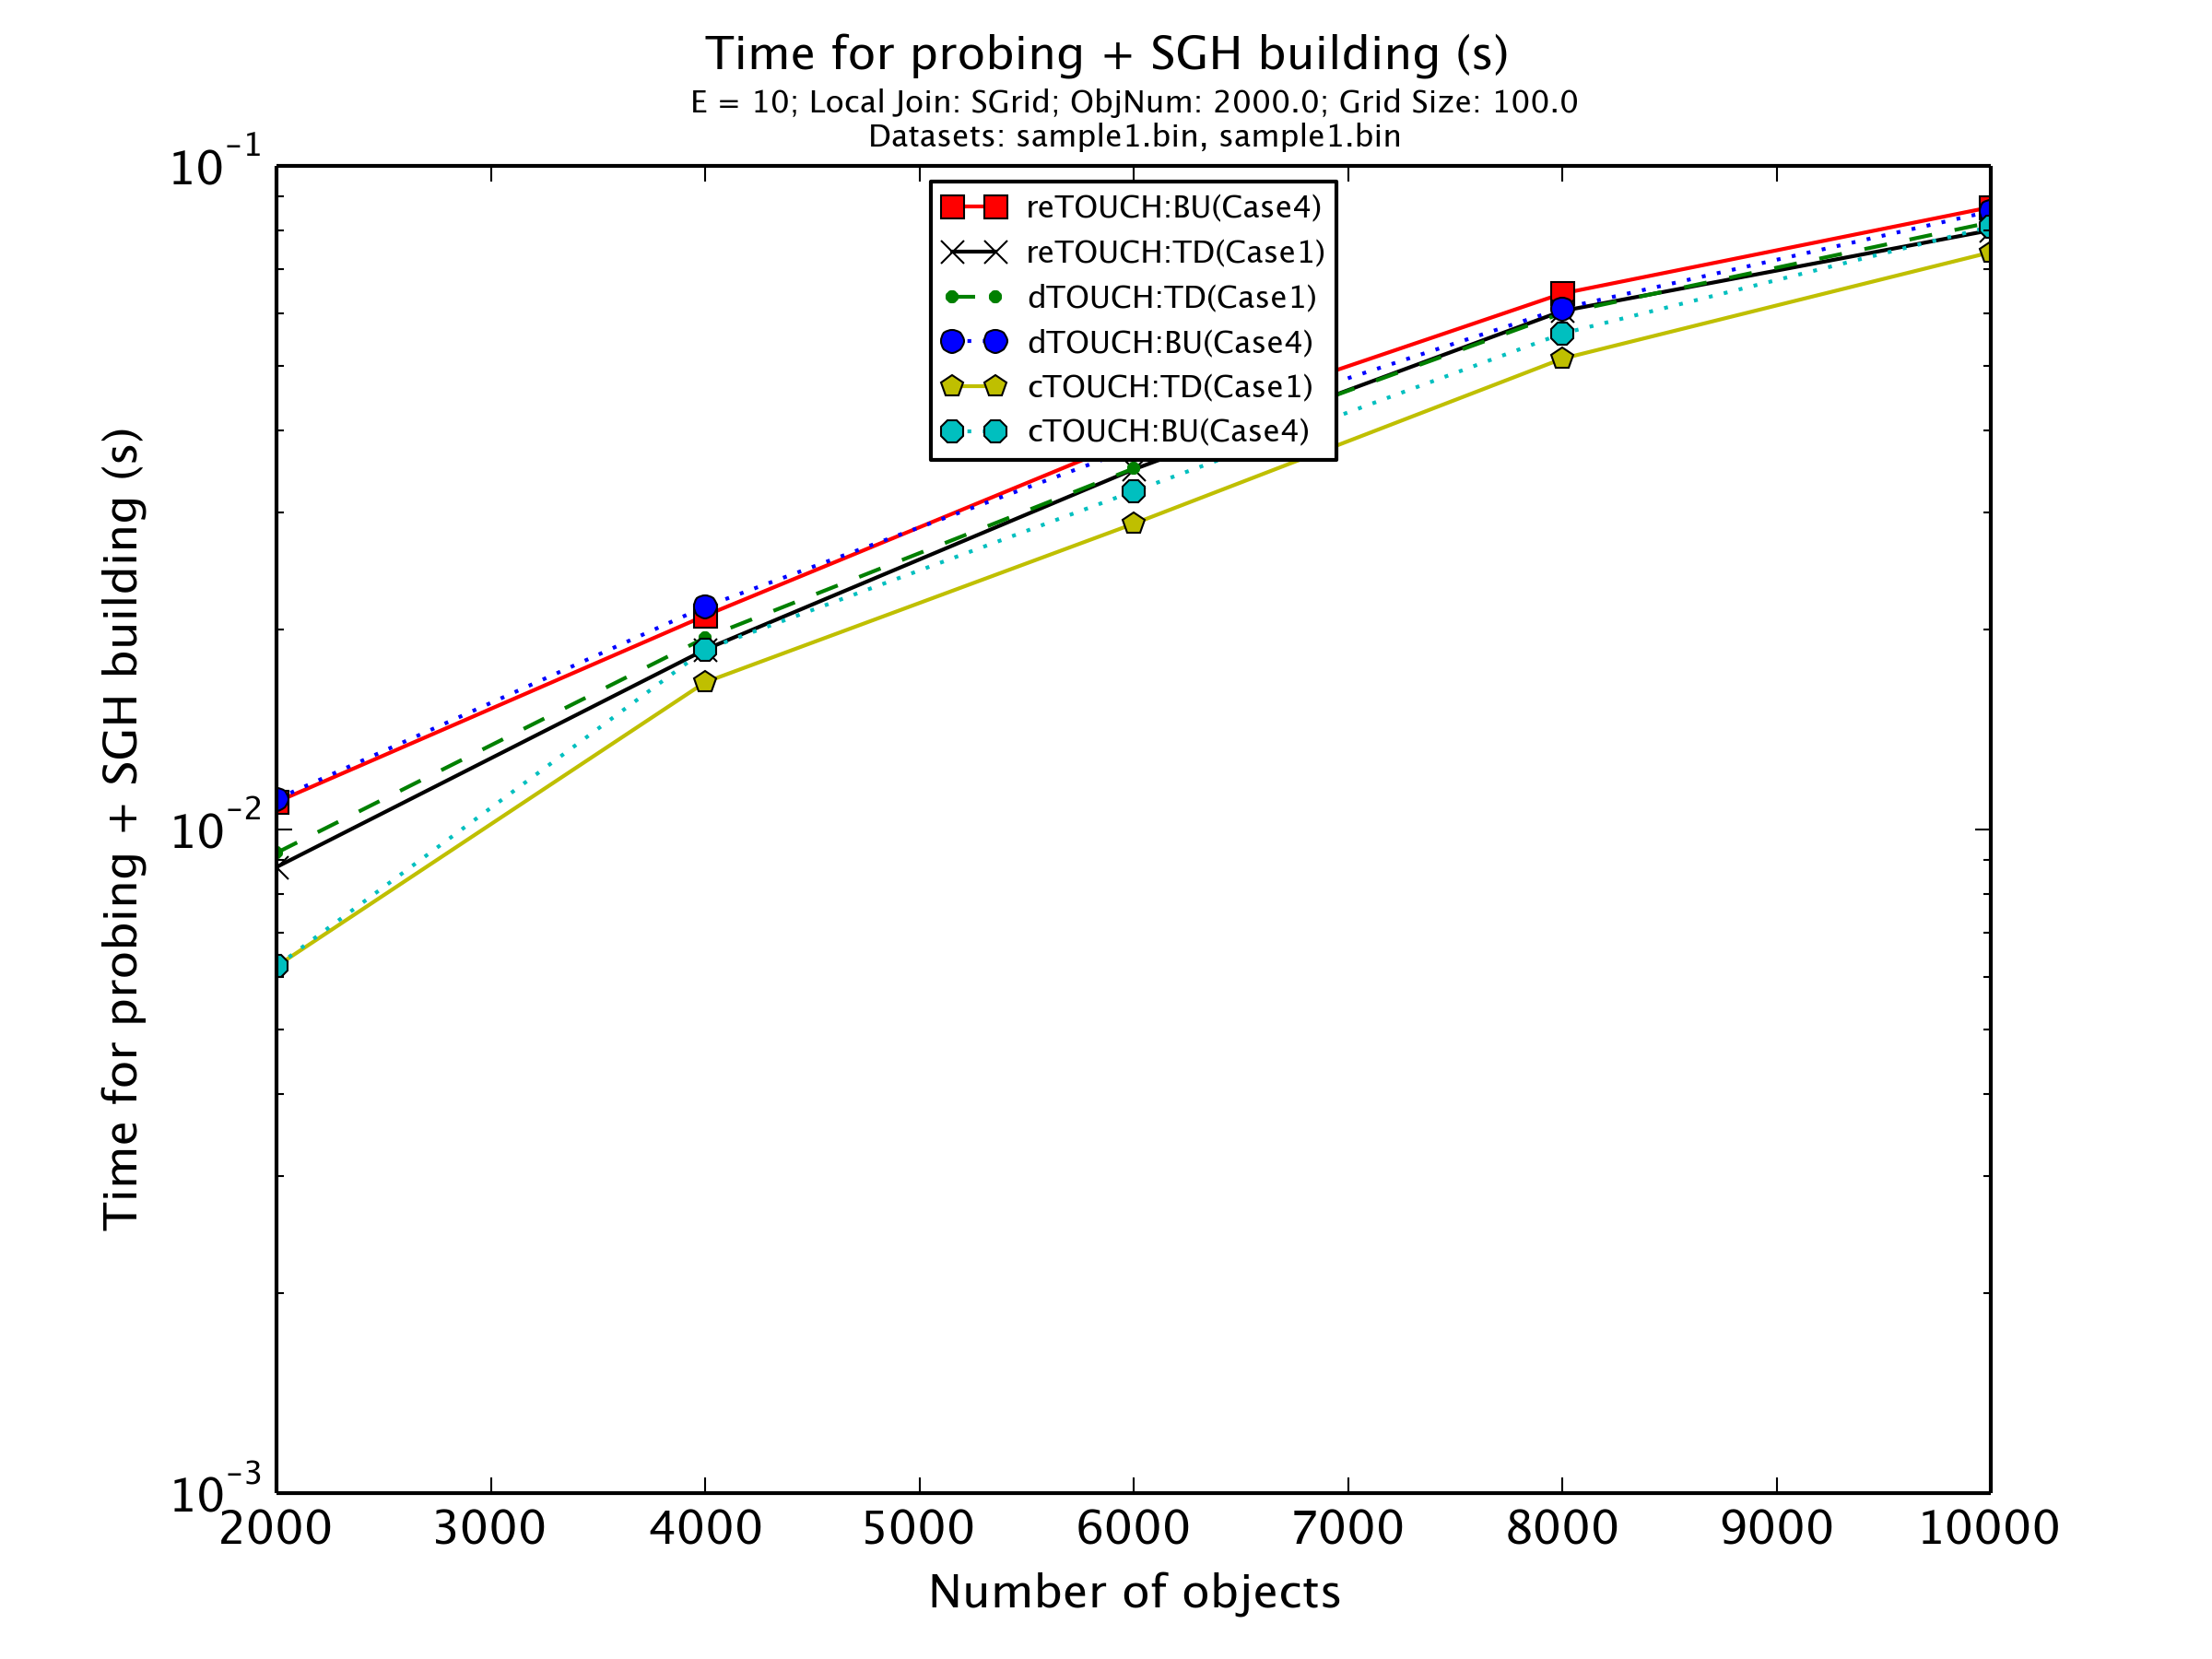 Time for probing + SGH building (s)
E = 10; Local Join: SGrid; ObjNum: 2000.0; Grid Size: 100.0
Datasets: sample1.bin, sample1.bin
10^-1
10^-2
10^-3
Time for probing + SGH building (s)
reTOUCH:BU(Case4)
reTOUCH:TD(Case1)
dTOUCH:TD(Case1)
dTOUCH:BU(Case4)
cTOUCH:TD(Case1)
cTOUCH:BU(Case4)
2000 3000 4000 5000 6000 7000 8000 9000 10000
Number of objects